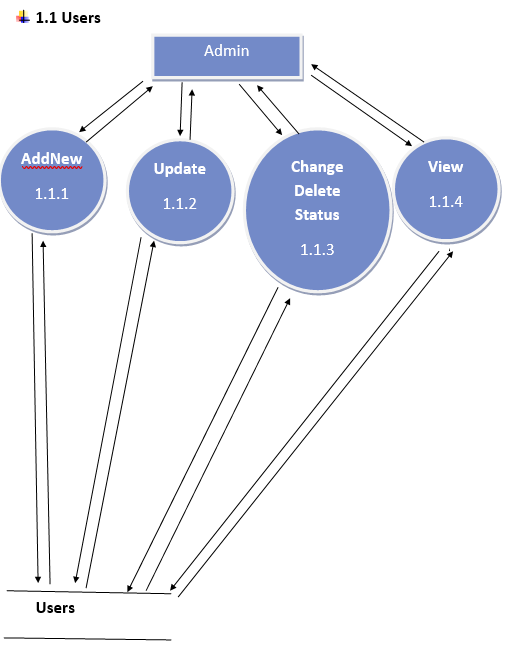 1.1 Users
Admin
AddNew
1.1.1
Update
1.1.2
Change
Delete
Status
1.1.3
View
1.1.4
Users